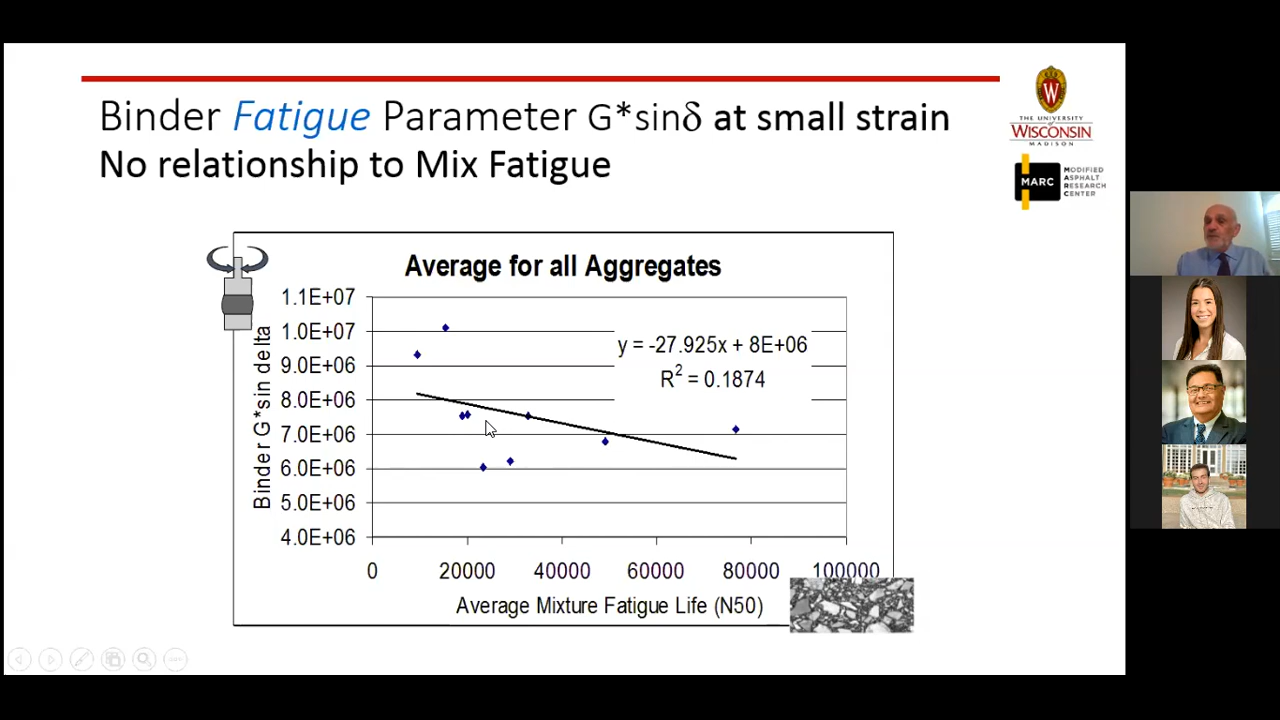 Binder Fatigue Parameter G*sinδ at small strain
No relationship to Mix Fatigue
THE UNIVERSITY
of
WISCONSIN
MADISON
MARC
MODIFIED
ASPHALT
RESEARCH
CENTER
Average for all Aggregates
Binder G*sin delta
1.1E+07
1.0E+07
9.0E+06
8.0E+06
7.0E+06
6.0E+06
5.0E+06
4.0E+06
y = -27.925x + 8E+06
R2 = 0.1874
0 20000 40000 60000 80000 100000
Average Mixture Fatigue Life (N50)